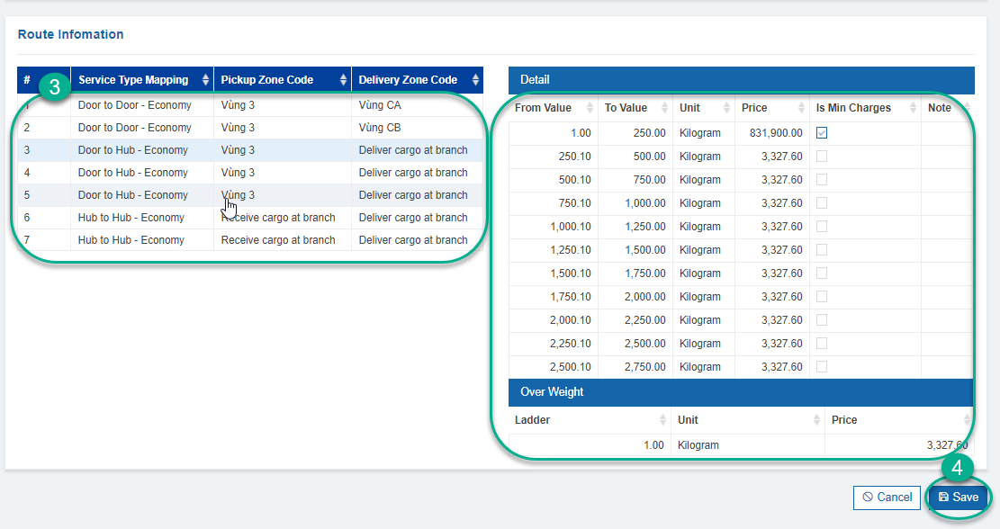 Route Infomation
# Service Type Mapping Pickup Zone Code Delivery Zone Code
3
1 Door to Door - Economy Vùng 3 Vùng CA
2 Door to Door - Economy Vùng 3 Vùng CB
3 Door to Hub - Economy Vùng 3 Deliver cargo at branch
4 Door to Hub - Economy Vùng 3 Deliver cargo at branch
5 Door to Hub - Economy Vùng 3 Deliver cargo at branch
6 Hub to Hub - Economy Receive cargo at branch Deliver cargo at branch
7 Hub to Hub - Economy Receive cargo at branch Deliver cargo at branch
Detail
From Value To Value Unit Price Is Min Charges Note
1.00 250.00 Kilogram 831,900.00
250.10 500.00 Kilogram 3,327.60
500.10 750.00 Kilogram 3,327.60
750.10 1,000.00 Kilogram 3,327.60
1,000.10 1,250.00 Kilogram 3,327.60
1,250.10 1,500.00 Kilogram 3,327.60
1,500.10 1,750.00 Kilogram 3,327.60
1,750.10 2,000.00 Kilogram 3,327.60
2,000.10 2,250.00 Kilogram 3,327.60
2,250.10 2,500.00 Kilogram 3,327.60
2,500.10 2,750.00 Kilogram 3,327.60
Over Weight
Ladder Unit Price
1.00 Kilogram 3,327.60
4
Cancel Save